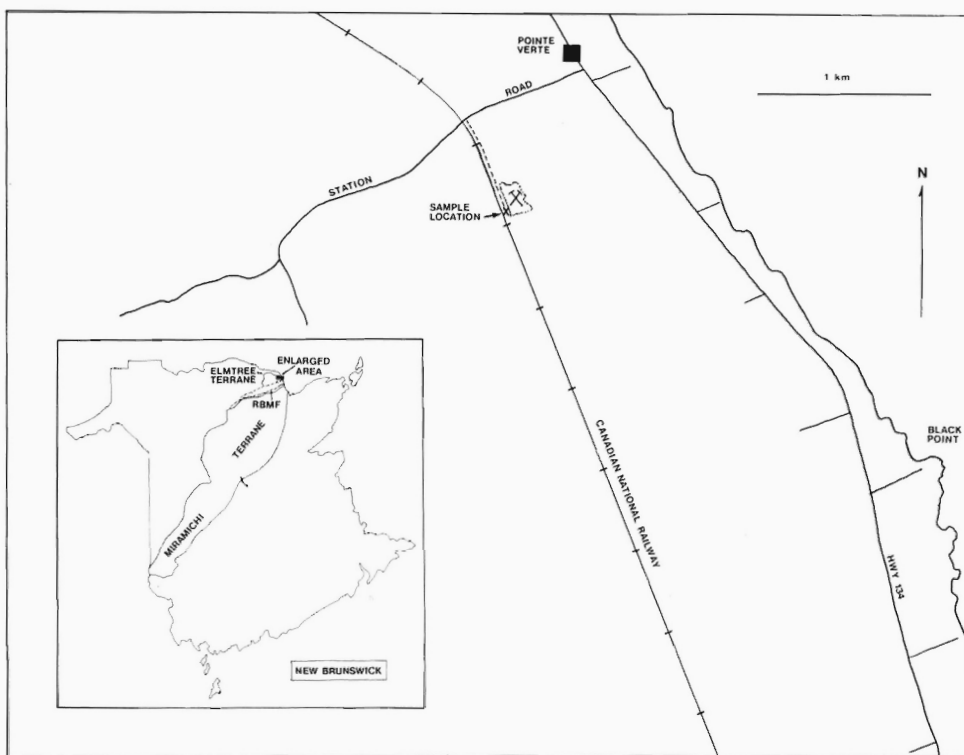 POINTE
VERTE
1 km
ROAD
STATION
N
SAMPLE
LOCATION
ENLARGED
AREA
ELMTREE
TERRANE
RBMF
TERRANE
MIRAMICHI
NEW BRUNSWICK
CANADIAN NATIONAL RAILWAY
BLACK
POINT
HWY 134